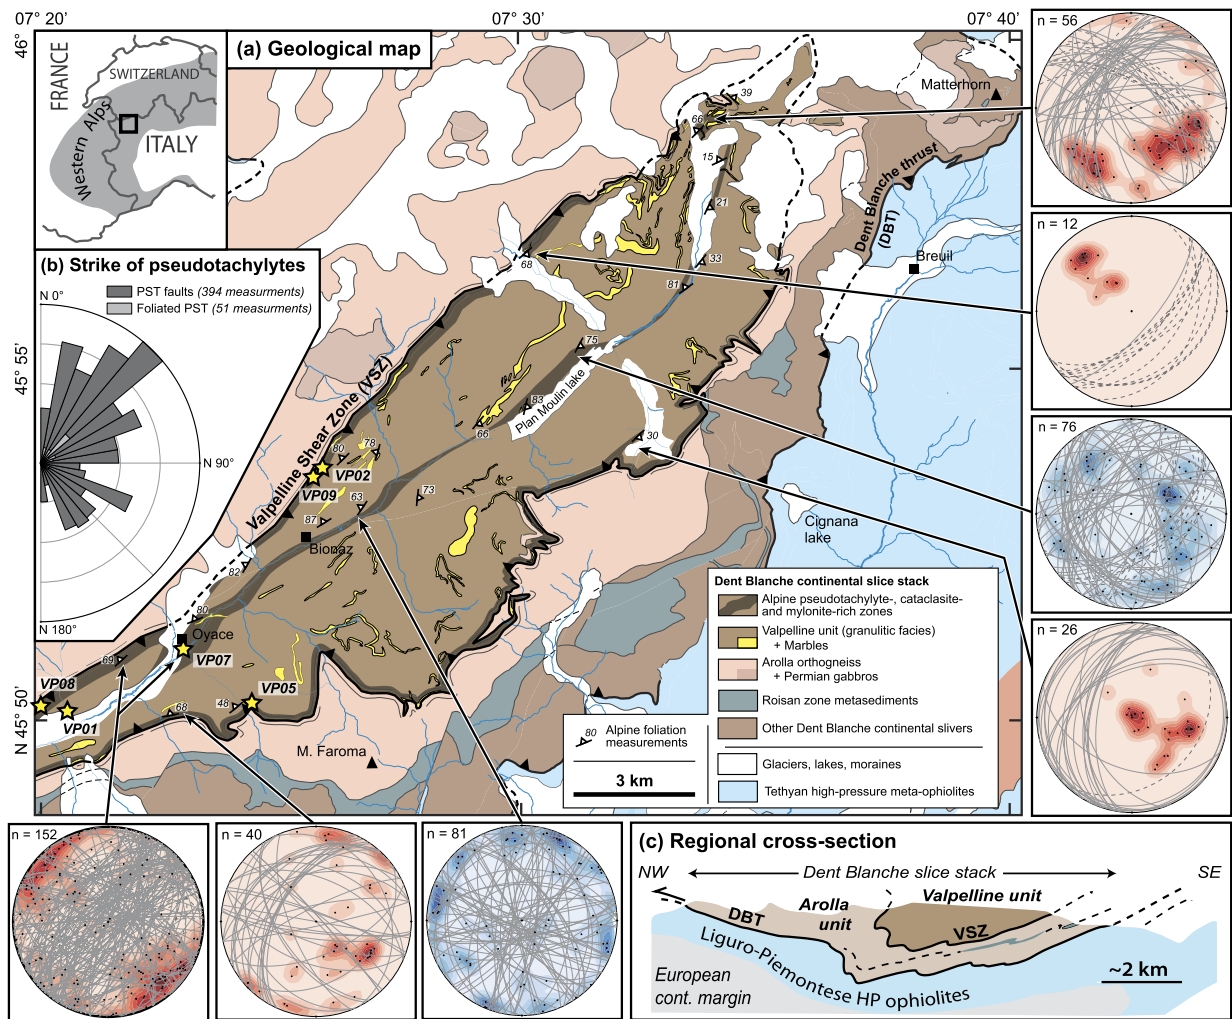 07° 20'
07° 30'
07° 40'
46°
45° 55'
N 45° 50'
FRANCE
SWITZERLAND
Western Alps
ITALY
(a) Geological map
(b) Strike of pseudotachylytes
PST faults (394 measurments)
Foliated PST (51 measurments)
N 0°
N 90°
N 180°
Matterhorn
39
66
15
21
33
81
68
75
83
66
30
80
78
63
73
87
82
80
69
68
48
Dent Blanche thrust
(DBT)
Breuil
Valpelline Shear Zone (VSZ)
Plan Moulin lake
VP02
VP09
Bionaz
Oyace
VP07
VP08
VP01
VP05
M. Faroma
Cignana
lake
Dent Blanche continental slice stack
Alpine pseudotachylyte-, cataclasite-
and mylonite-rich zones
Valpelline unit (granulitic facies)
+ Marbles
Arolla orthogneiss
+ Permian gabbros
Roisan zone metasediments
Other Dent Blanche continental slivers
Glaciers, lakes, moraines
Tethyan high-pressure meta-ophiolites
80
Alpine foliation
measurements
3 km
n = 56
n = 12
n = 76
n = 26
n = 152
n = 40
n = 81
(c) Regional cross-section
NW
Dent Blanche slice stack
SE
Valpelline unit
Arolla
unit
DBT
VSZ
Liguro-Piemontese HP ophiolites
European
cont. margin
~2 km